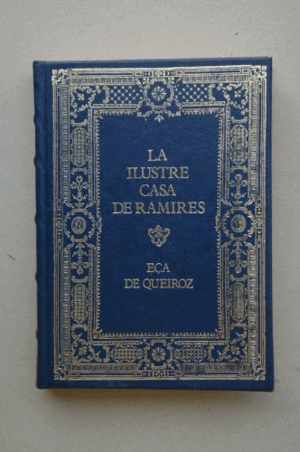 LA
ILUSTRE
CASA
DE RAMIRES
EÇA
DE QUEIROZ